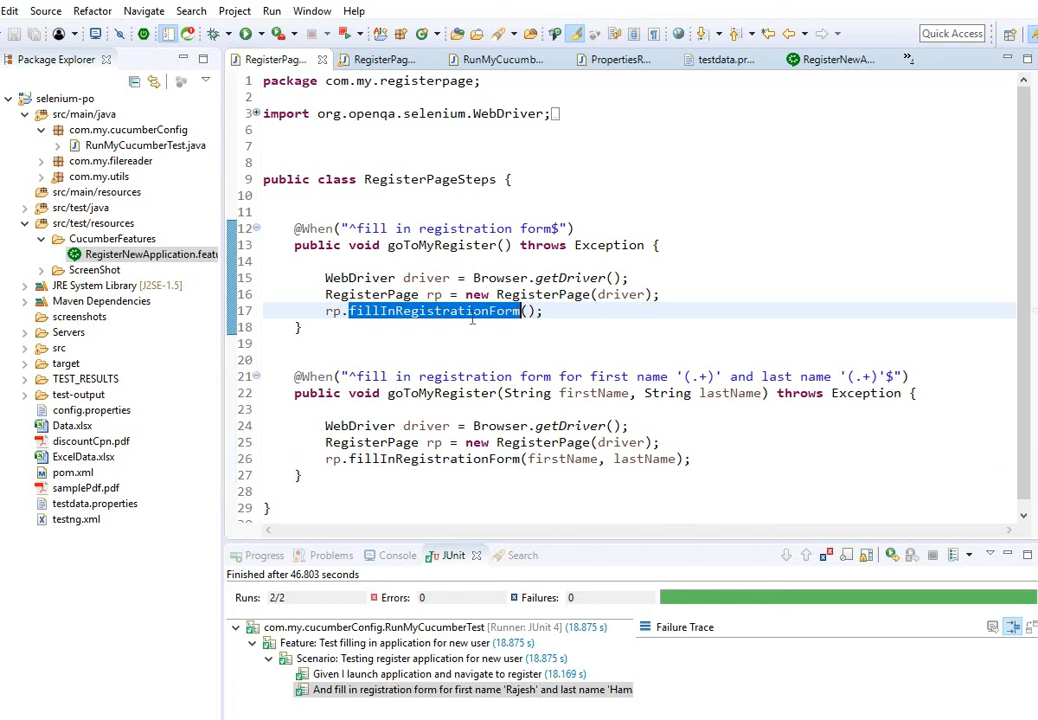 Edit Source Refactor Navigate Search Project Run Window Help
Quick Access
Package Explorer
selenium-po
src/main/java
com.my.cucumberConfig
RunMyCucumberTest.java
com.my.filereader
com.my.utils
src/main/resources
src/test/java
src/test/resources
CucumberFeatures
RegisterNewApplication.featu
ScreenShot
JRE System Library [J2SE-1.5]
Maven Dependencies
screenshots
Servers
src
target
TEST_RESULTS
test-output
config.properties
Data.xlsx
discountCpn.pdf
ExcelData.xlsx
pom.xml
samplePdf.pdf
testdata.properties
testng.xml
RegisterPag... RegisterPag... RunMyCucumb... PropertiesR... testdata.pr... RegisterNewA... »
1 package com.my.registerpage;
2
3 import org.openqa.selenium.WebDriver;
6
7
8
9 public class RegisterPageSteps {
10
11
12 @When("^fill in registration form$")
13 public void goToMyRegister() throws Exception {
14
15 WebDriver driver = Browser.getDriver();
16 RegisterPage rp = new RegisterPage(driver);
17 rp.fillInRegistrationForm();
18 }
19
20
21 @When("^fill in registration form for first name '(.+)' and last name '(.+)'$")
22 public void goToMyRegister(String firstName, String lastName) throws Exception {
23
24 WebDriver driver = Browser.getDriver();
25 RegisterPage rp = new RegisterPage(driver);
26 rp.fillInRegistrationForm(firstName, lastName);
27 }
28
29 }
Progress Problems Console JUnit Search
Finished after 46.803 seconds
Runs: 2/2 Errors: 0 Failures: 0
com.my.cucumberConfig.RunMyCucumberTest [Runner: JUnit 4] (18.875 s)
Feature: Test filling in application for new user (18.875 s)
Scenario: Testing register application for new user (18.875 s)
Given I launch application and navigate to register (18.169 s)
And fill in registration form for first name 'Rajesh' and last name 'Ham
Failure Trace